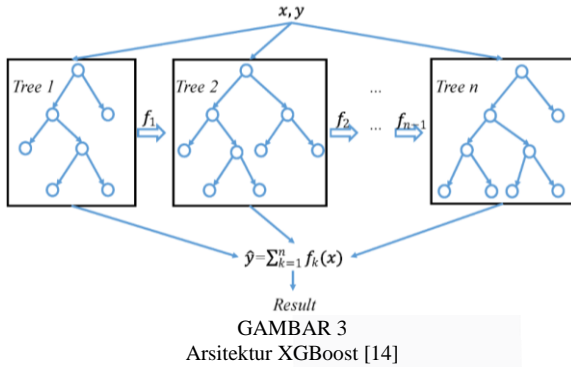 x, y
Tree 1
f₁
Tree 2
f₂
...
...
fₙ₋₁
Tree n
ŷ=∑ⁿₖ₌₁ fₖ(x)
Result
GAMBAR 3
Arsitektur XGBoost [14]